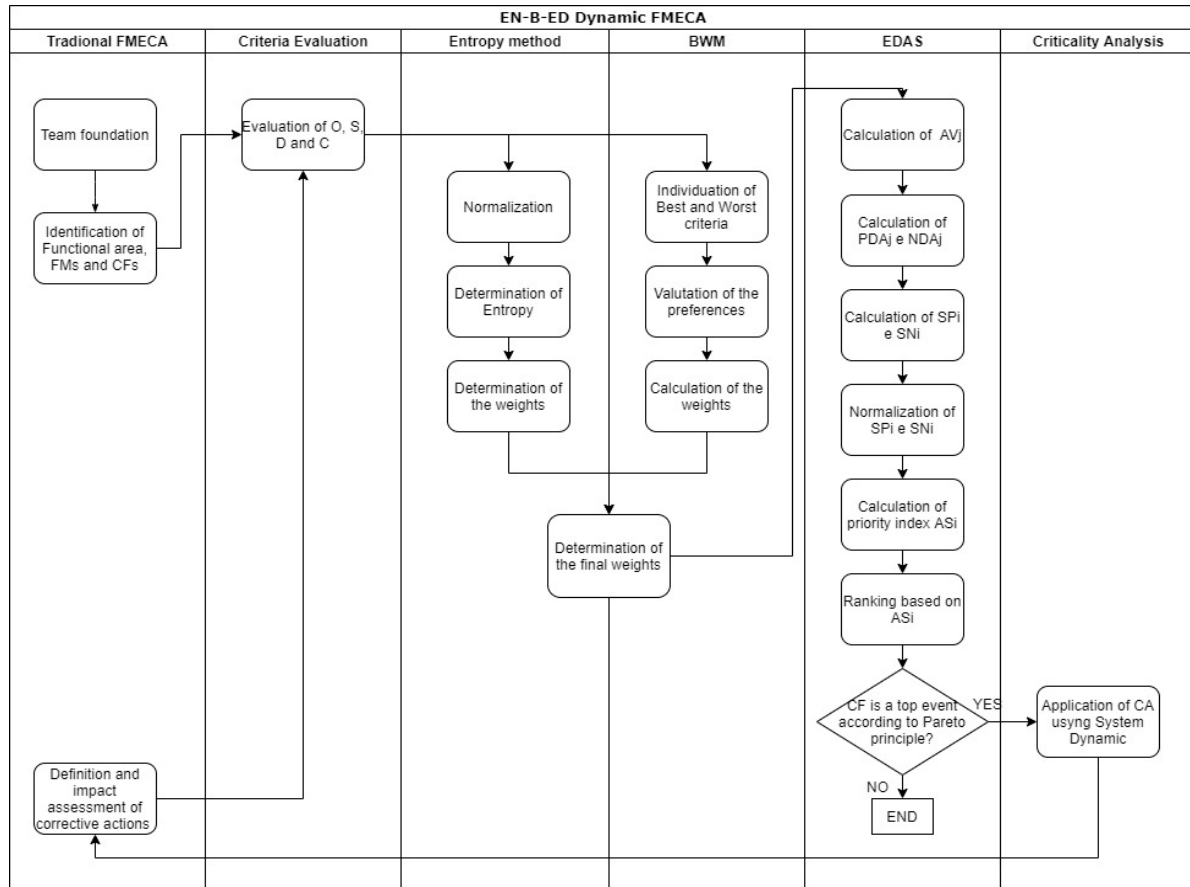 EN-B-ED Dynamic FMECA
Tradional FMECA
Criteria Evaluation
Entropy method
BWM
EDAS
Criticality Analysis
Team foundation
Identification of
Functional area,
FMs and CFs
Evaluation of O, S,
D and C
Normalization
Determination of
Entropy
Determination of
the weights
Individuation of
Best and Worst
criteria
Valutation of the
preferences
Calculation of the
weights
Determination of
the final weights
Calculation of AVj
Calculation of
PDAj e NDAj
Calculation of SPi
e SNi
Normalization of
SPi e SNi
Calculation of
priority index ASi
Ranking based on
ASi
CF is a top event
according to Pareto
principle?
YES
NO
END
Application of CA
usyng System
Dynamic
Definition and
impact
assessment of
corrective actions